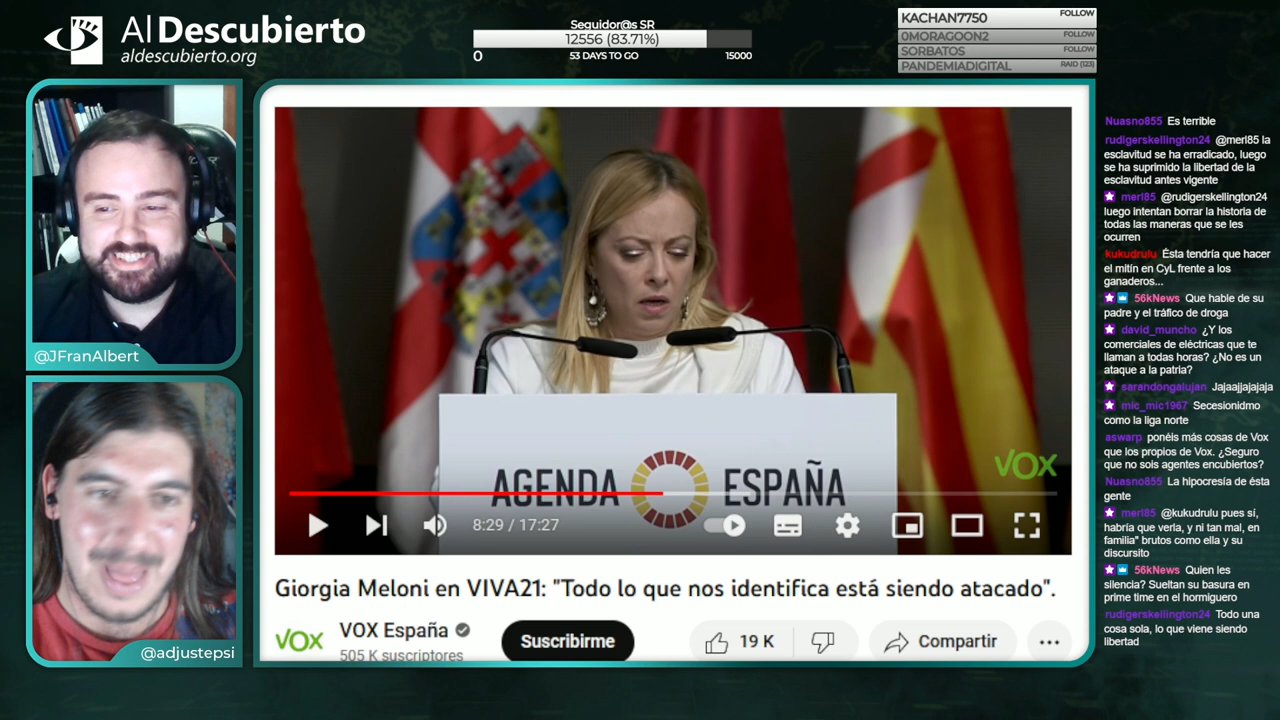 Al Descubierto
aldescubierto.org
Seguidor@s SR
12556 (83.71%)
0
53 DAYS TO GO
15000
KACHAN7750 FOLLOW
0MORAGOON2 FOLLOW
SORBATOS FOLLOW
PANDEMIADIGITAL RAID (123)
@JFranAlbert
@adjustepsi
AGENDA ESPAÑA
VOX
8:29 / 17:27
Giorgia Meloni en VIVA21: "Todo lo que nos identifica está siendo atacado".
VOX
VOX España
505 K suscriptores
Suscribirme
19 K
Compartir
Nuasno855 Es terrible
rudigerskellington24 @merl85 la
esclavitud se ha erradicado, luego
se ha suprimido la libertad de la
esclavitud antes vigente
merl85 @rudigerskellington24
luego intentan borrar la historia de
todas las maneras que se les
ocurren
kukudrulu Ésta tendría que hacer
el mitín en CyL frente a los
ganaderos...
56kNews Que hable de su
padre y el tráfico de droga
david_muncho ¿Y los
comerciales de eléctricas que te
llaman a todas horas? ¿No es un
ataque a la patria?
sarandongalujan Jajaajjajajaja
mic_mic1967 Secesionidmo
como la liga norte
aswarp ponéis más cosas de Vox
que los propios de Vox. ¿Seguro
que no sois agentes encubiertos?
Nuasno855 La hipocresía de ésta
gente
merl85 @kukudrulu pues sí,
habría que verla, y ni tan mal, en
familia" brutos como ella y su
discursito
56kNews Quien les
silencia? Sueltan su basura en
prime time en el hormiguero
rudigerskellington24 Todo una
cosa sola, lo que viene siendo
libertad